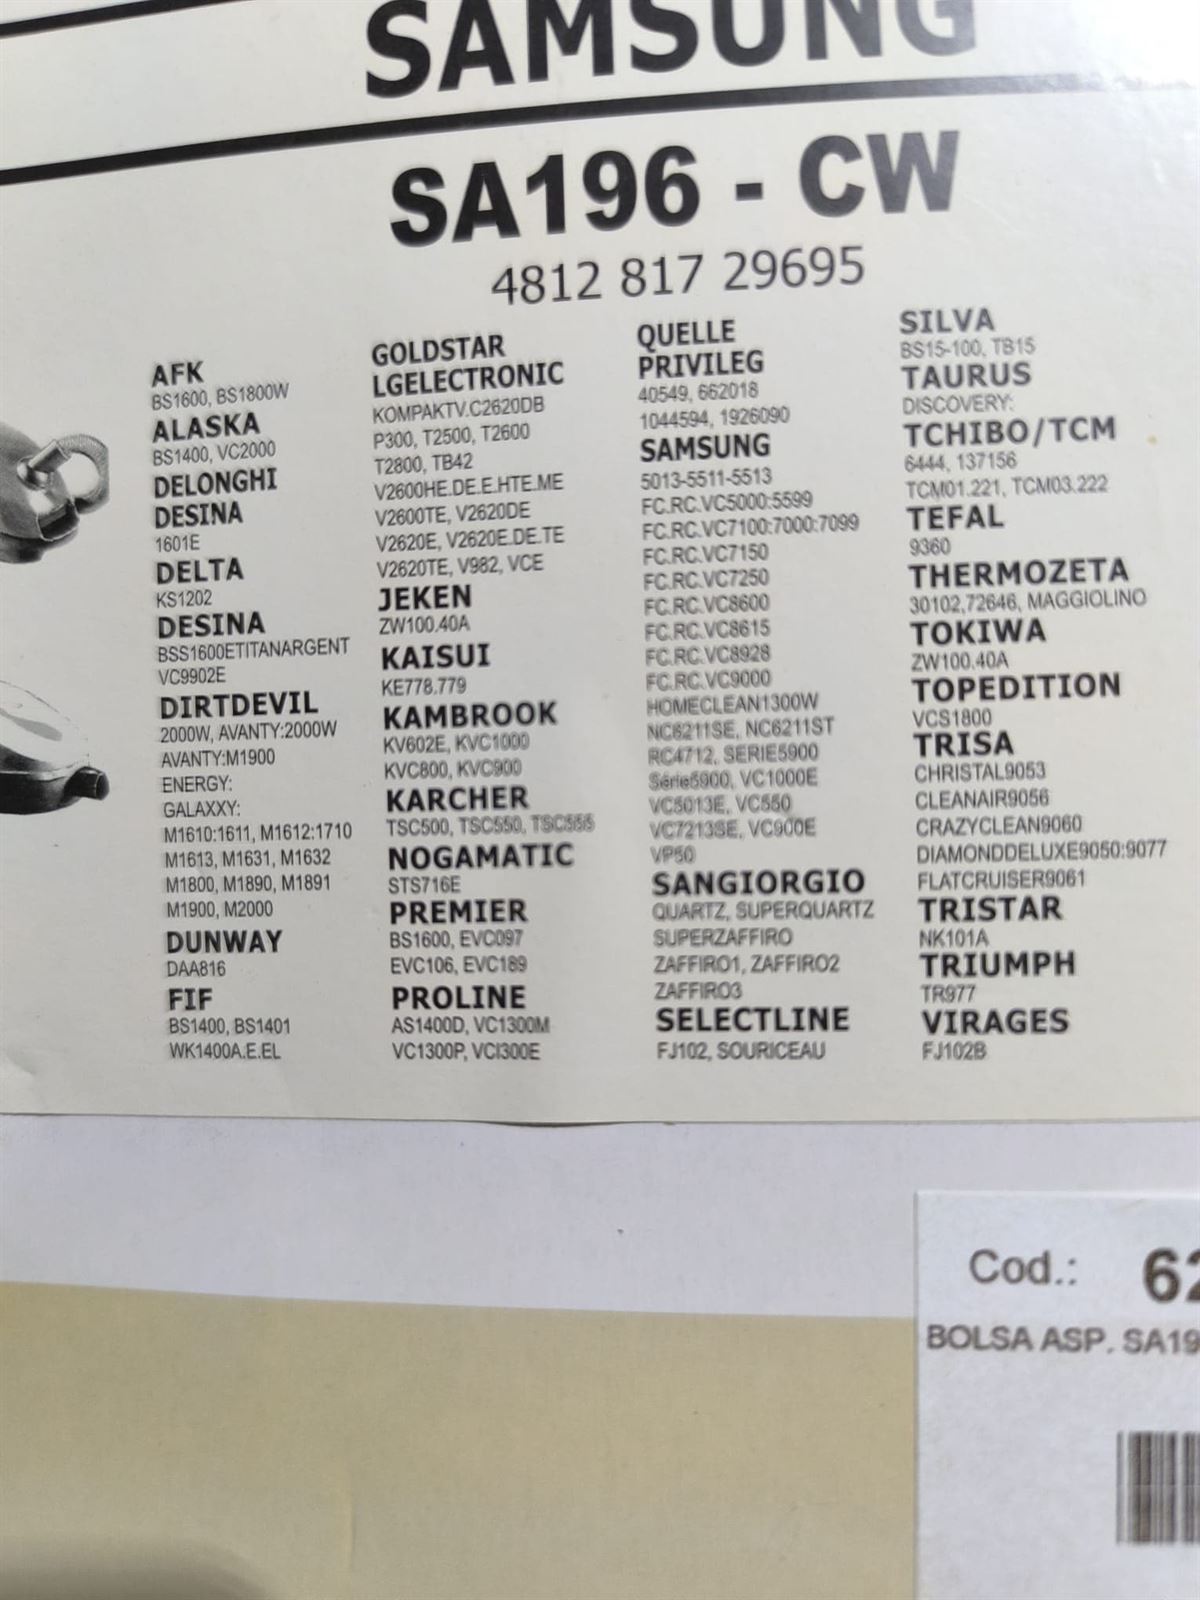 SAMSUNG
SA196 - CW
4812 817 29695
AFK
BS1600, BS1800W
ALASKA
BS1400, VC2000
DELONGHI
DESINA
1601E
DELTA
KS1202
DESINA
BSS1600ETITANARGENT
VC9902E
DIRTDEVIL
2000W, AVANTY:2000W
AVANTY:M1900
ENERGY:
GALAXXY:
M1610:1611, M1612:1710
M1613, M1631, M1632
M1800, M1890, M1891
M1900, M2000
DUNWAY
DAA816
FIF
BS1400, BS1401
WK1400A.E.EL
GOLDSTAR
LGELECTRONIC
KOMPAKTV.C2620DB
P300, T2500, T2600
T2800, TB42
V2600HE.DE.E.HTE.ME
V2600TE, V2620DE
V2620E, V2620E.DE.TE
V2620TE, V982, VCE
JEKEN
ZW100.40A
KAISUI
KE778.779
KAMBROOK
KV602E, KVC1000
KVC800, KVC900
KARCHER
TSC500, TSC550, TSC555
NOGAMATIC
STS716E
PREMIER
BS1600, EVC097
EVC106, EVC189
PROLINE
AS1400D, VC1300M
VC1300P, VCI300E
QUELLE
PRIVILEG
40549, 662018
1044594, 1926090
SAMSUNG
5013-5511-5513
FC.RC.VC5000:5599
FC.RC.VC7100:7000:7099
FC.RC.VC7150
FC.RC.VC7250
FC.RC.VC8600
FC.RC.VC8615
FC.RC.VC8928
FC.RC.VC9000
HOMECLEAN1300W
NC6211SE, NC6211ST
RC4712, SERIE5900
Série5900, VC1000E
VC5013E, VC550
VC7213SE, VC900E
VP50
SANGIORGIO
QUARTZ, SUPERQUARTZ
SUPERZAFFIRO
ZAFFIRO1, ZAFFIRO2
ZAFFIRO3
SELECTLINE
FJ102, SOURICEAU
SILVA
BS15-100, TB15
TAURUS
DISCOVERY:
TCHIBO/TCM
6444, 137156
TCM01.221, TCM03.222
TEFAL
9360
THERMOZETA
30102,72646, MAGGIOLINO
TOKIWA
ZW100.40A
TOPEDITION
VCS1800
TRISA
CHRISTAL9053
CLEANAIR9056
CRAZYCLEAN9060
DIAMONDDELUXE9050:9077
FLATCRUISER9061
TRISTAR
NK101A
TRIUMPH
TR977
VIRAGES
FJ102B
Cod.: 62
BOLSA ASP. SA19